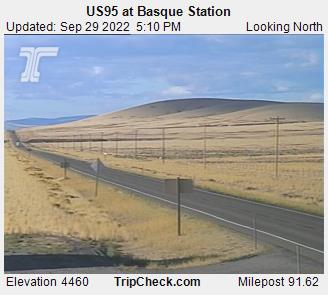 US95 at Basque Station
Updated: Sep 29 2022  5:10 PM Looking North
Elevation 4460 TripCheck.com Milepost 91.62